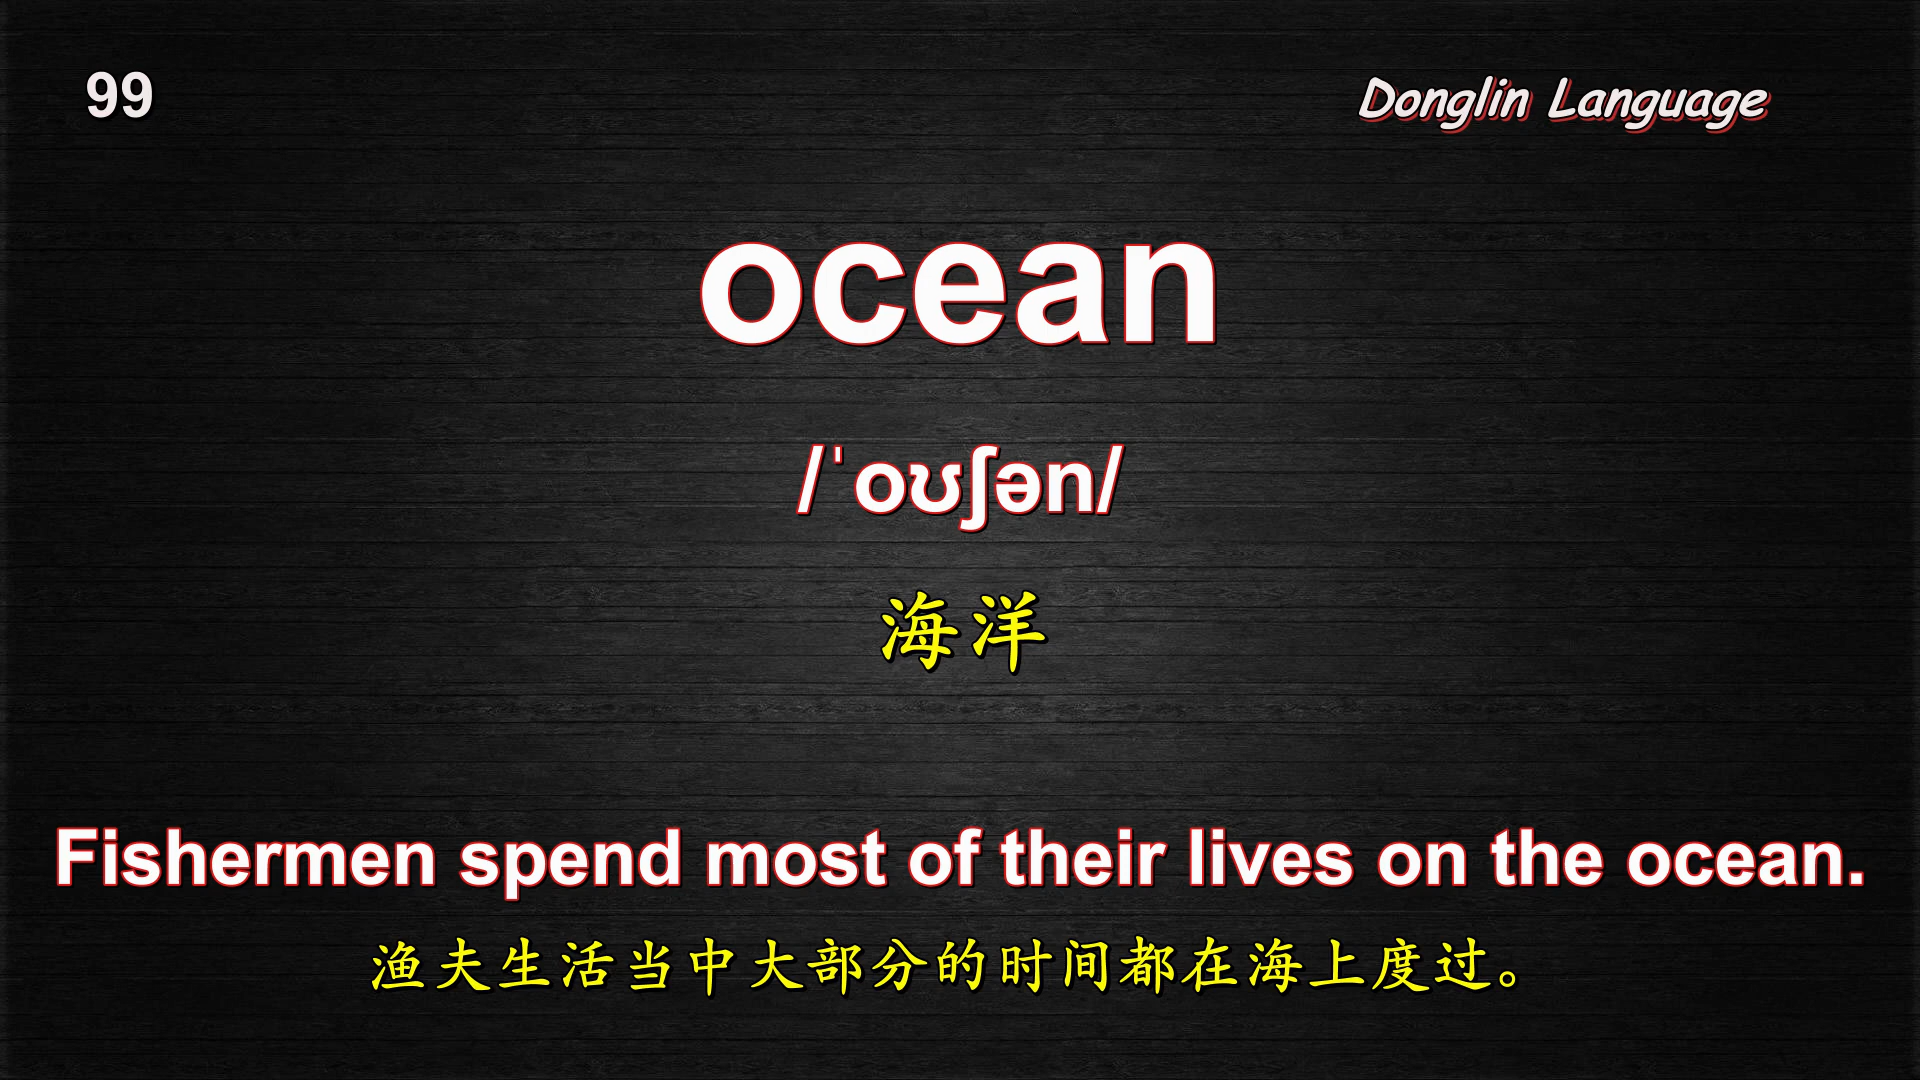 99
Donglin Language
ocean
/ˈoʊʃən/
海洋
Fishermen spend most of their lives on the ocean.
渔夫生活当中大部分的时间都在海上度过。